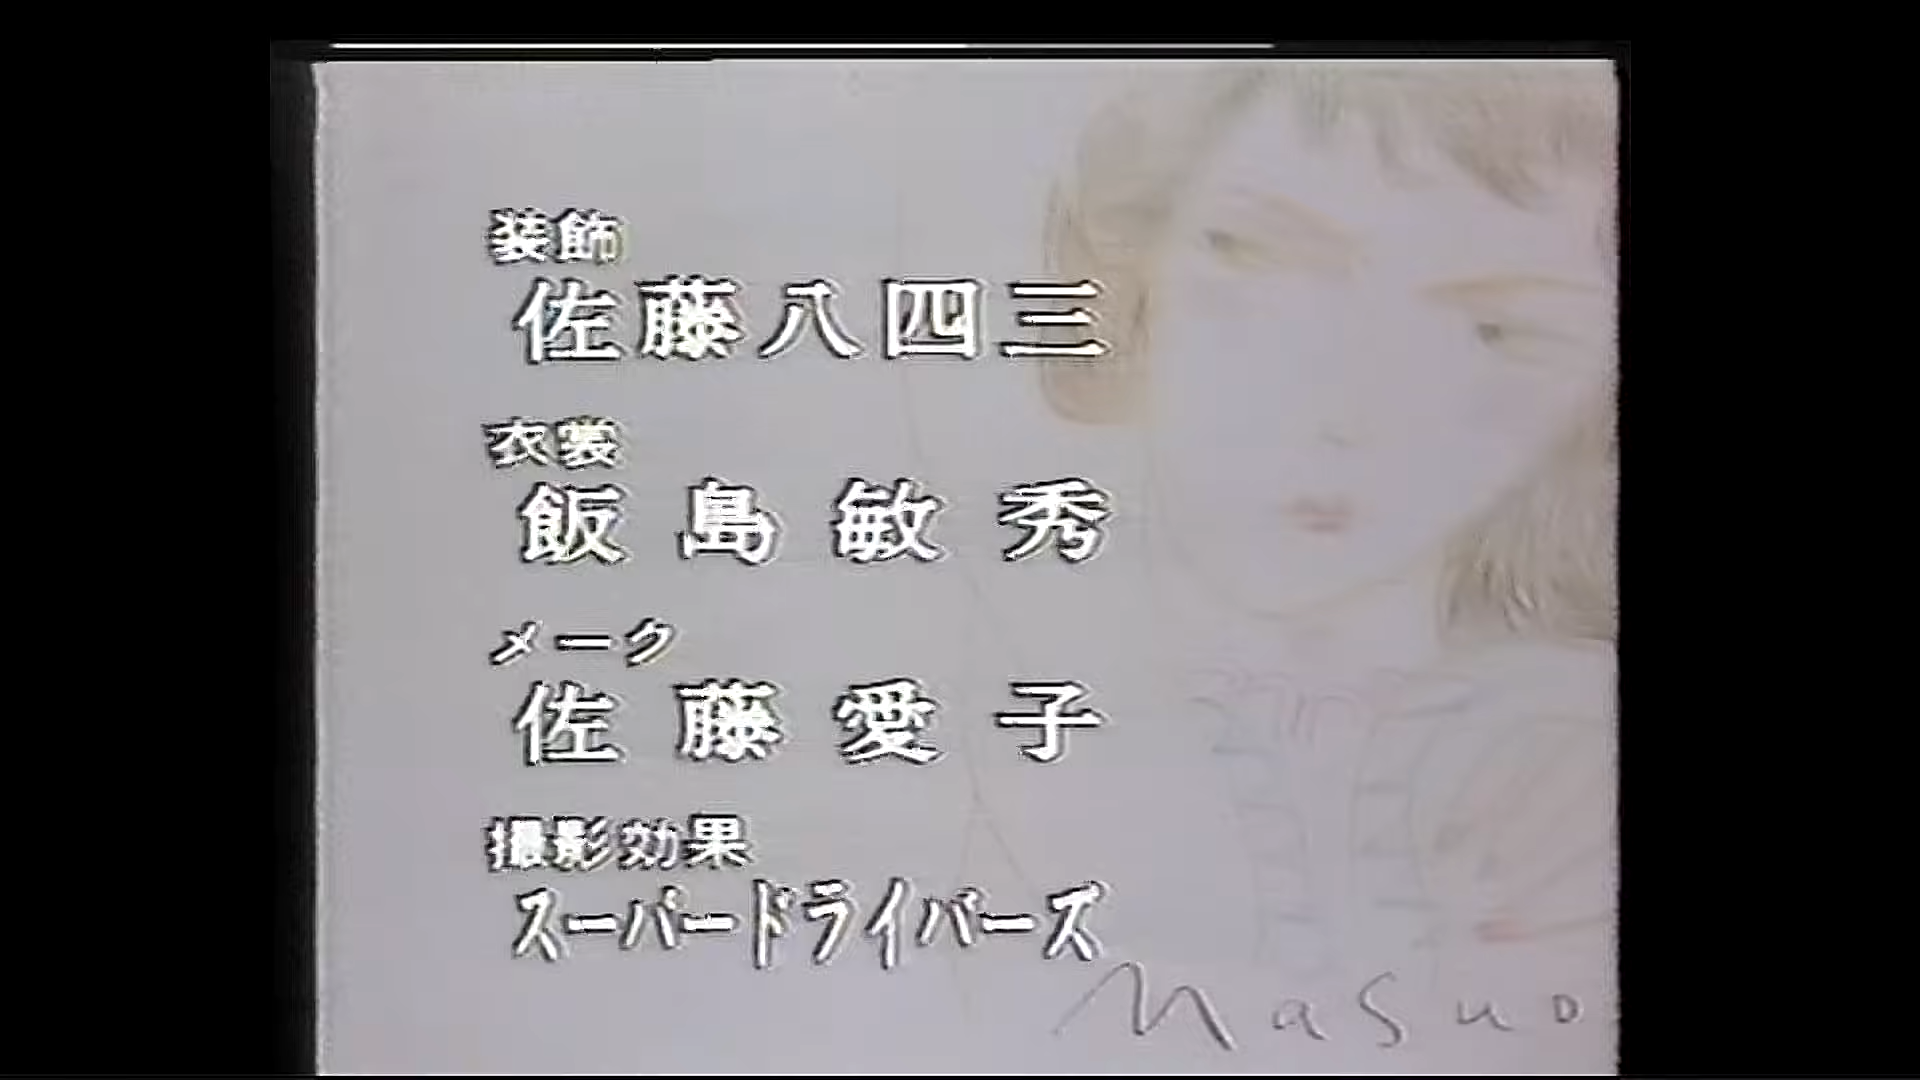 装飾
佐藤八四三
衣裳
飯島敏秀
メーク
佐藤愛子
撮影効果
スーパードライバーズ
Masuo